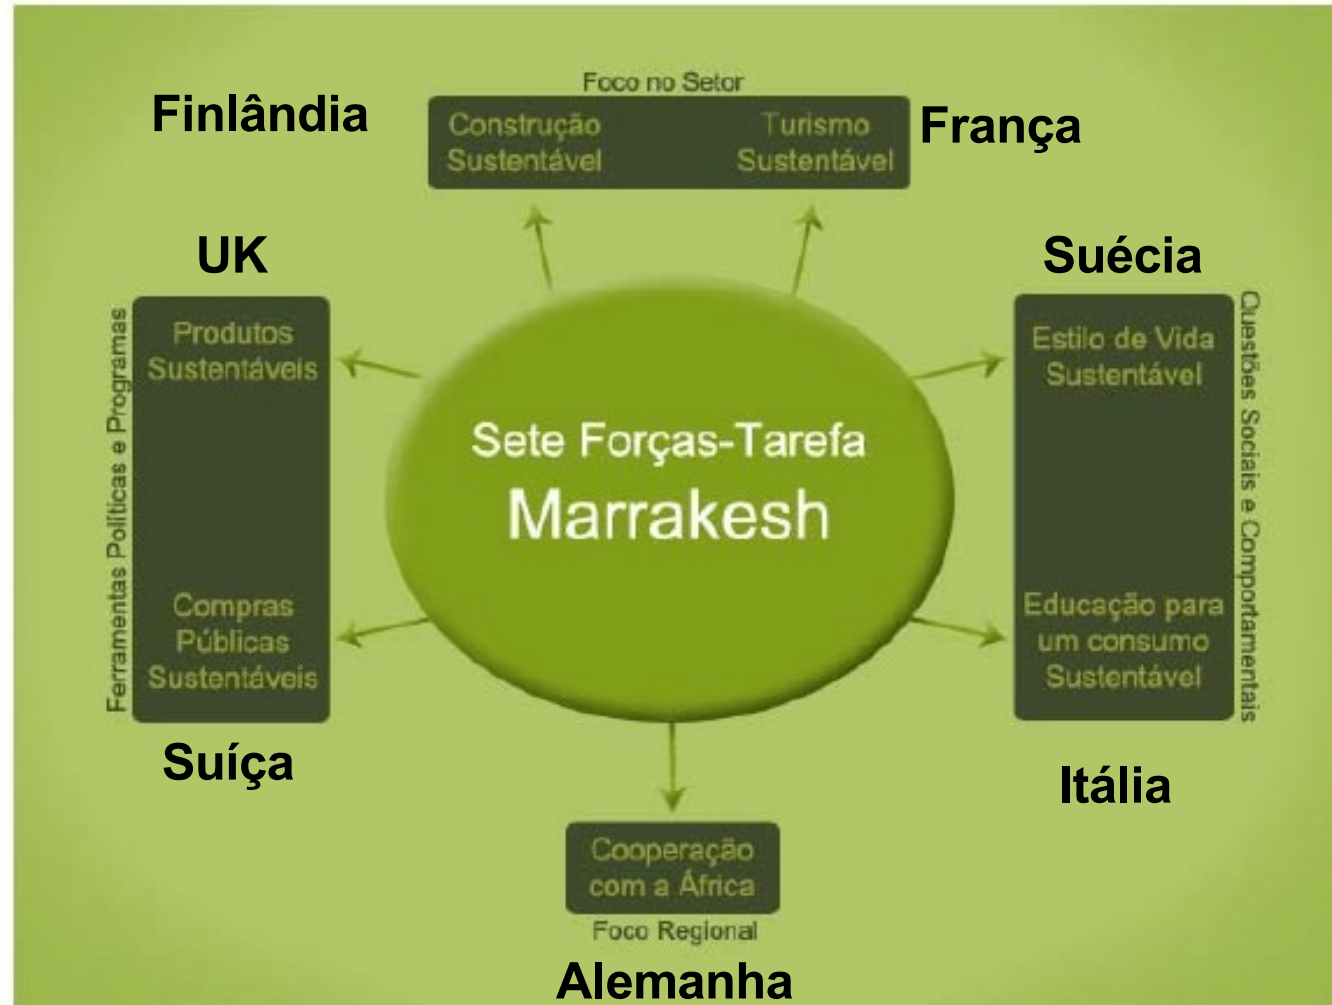 Foco no Setor
Finlândia
Construção
Sustentável
Turismo
Sustentável
França
UK
Suécia
Ferramentas Políticas e Programas
Produtos
Sustentáveis
Compras
Públicas
Sustentáveis
Sete Forças-Tarefa
Marrakesh
Estilo de Vida
Sustentável
Educação para
um consumo
Sustentável
Questões Sociais e Comportamentais
Suíça
Itália
Cooperação
com a África
Foco Regional
Alemanha